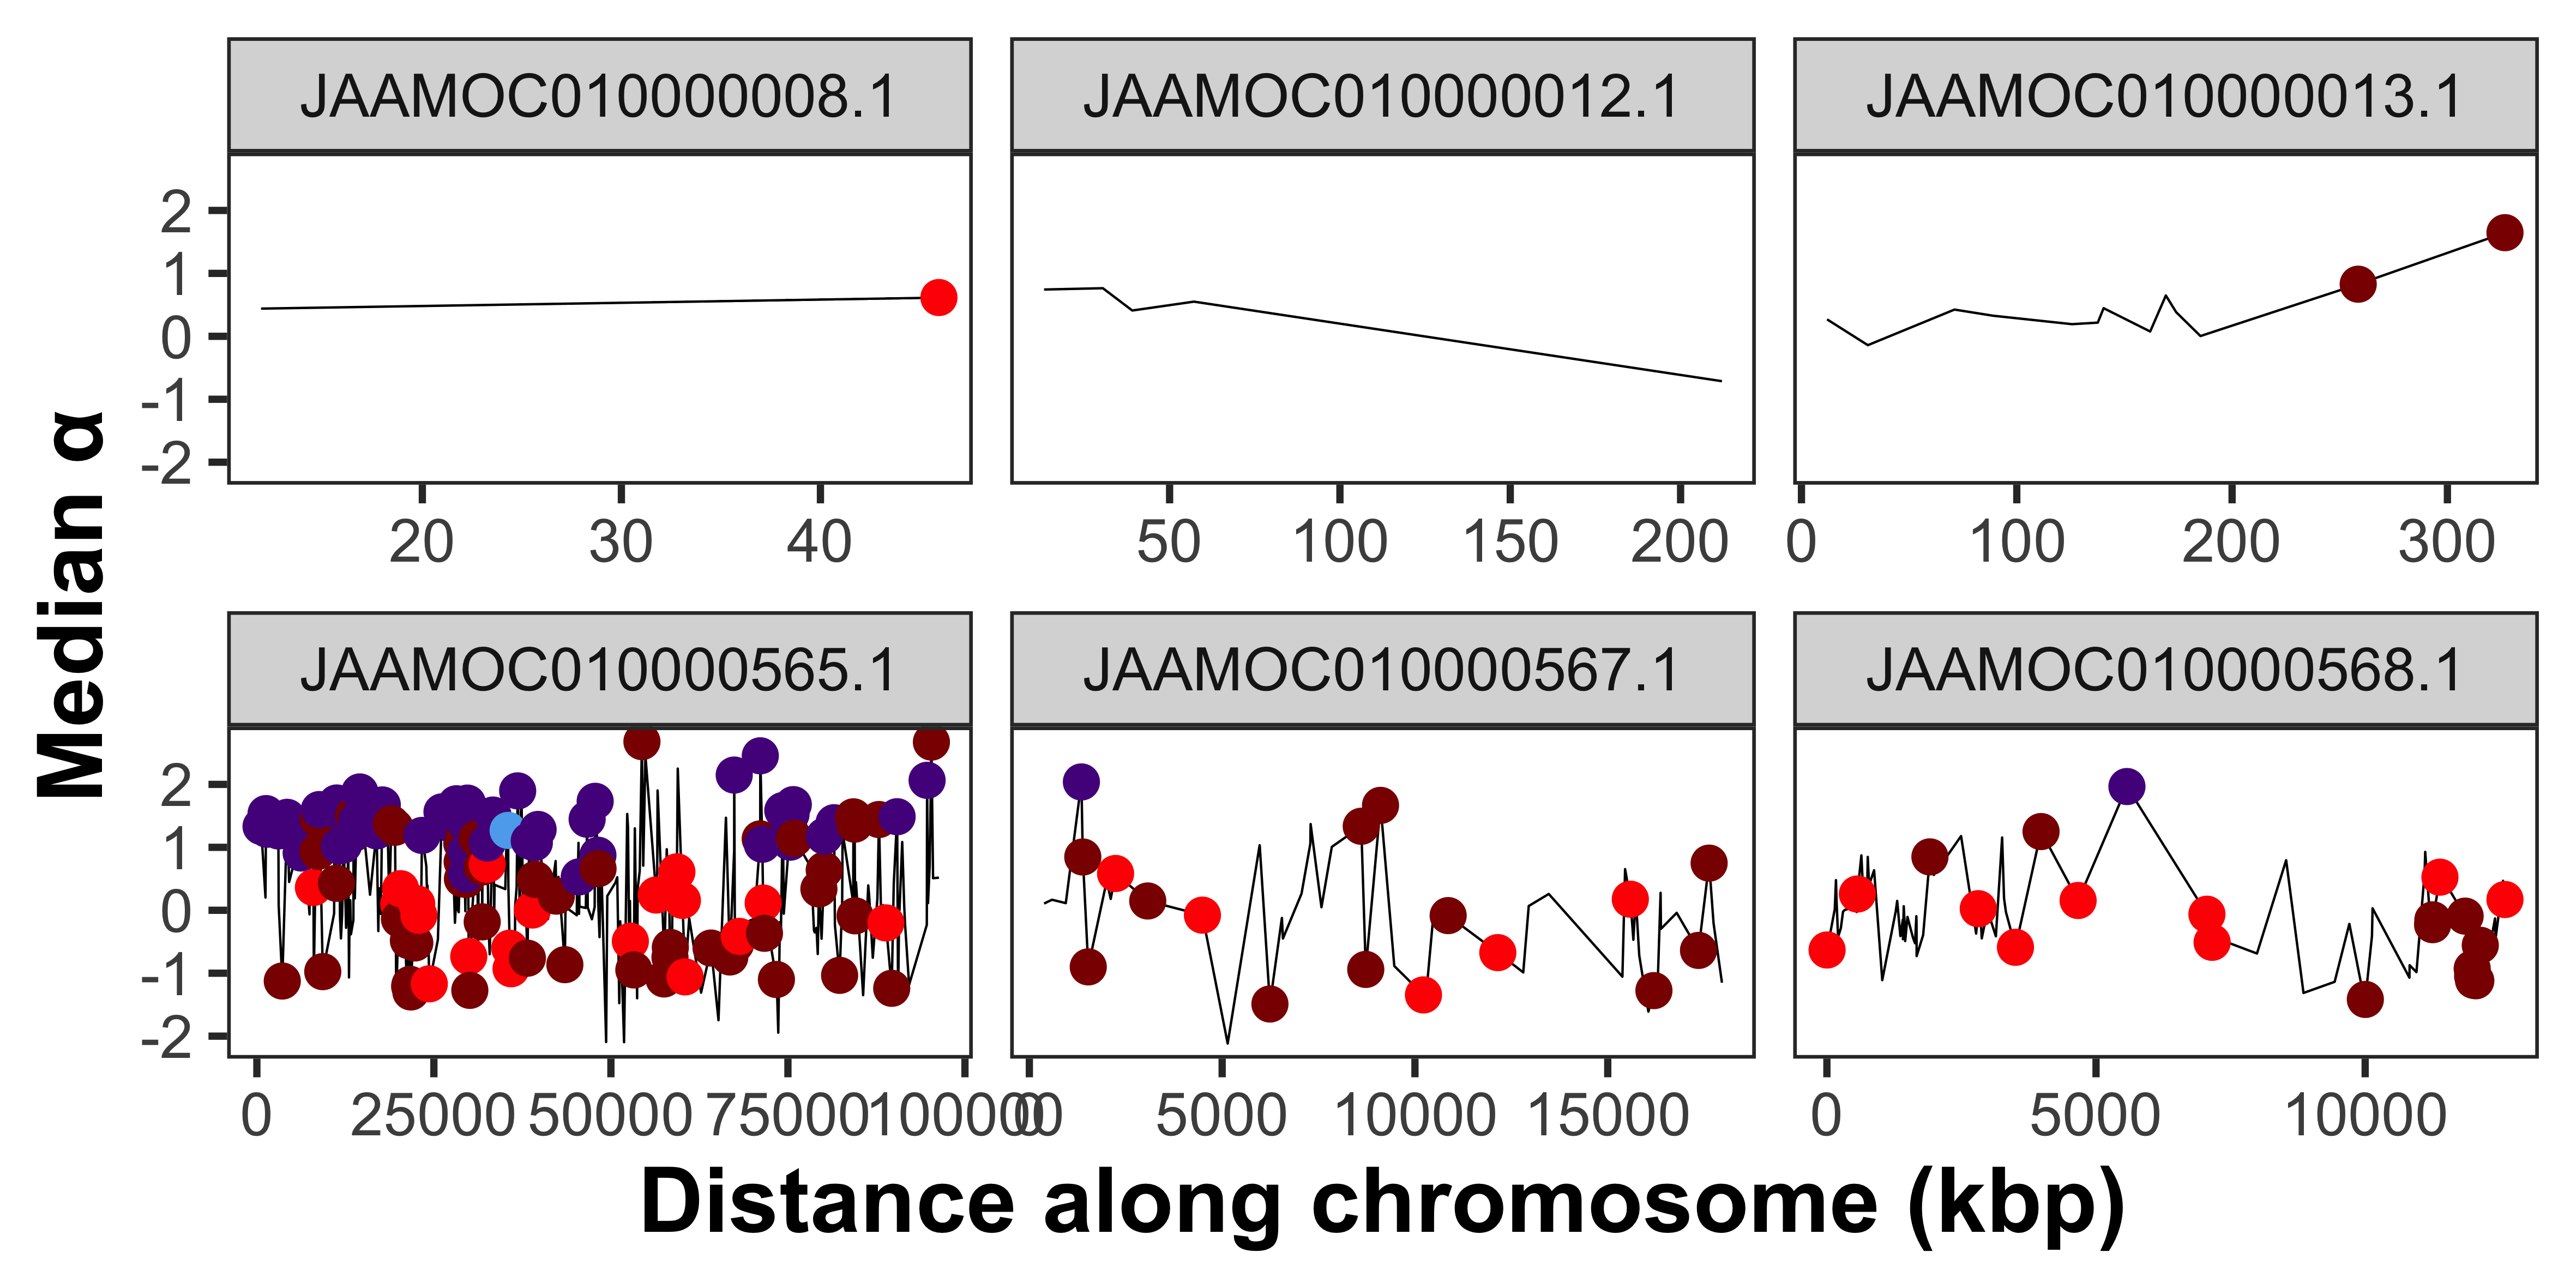 JAAMOC010000008.1 JAAMOC010000012.1 JAAMOC010000013.1
2
1
0
-1
-2
20 30 40 50 100 150 200 0 100 200 300
Median α
JAAMOC010000565.1 JAAMOC010000567.1 JAAMOC010000568.1
2
1
0
-1
-2
0 25000 50000 75000 100000 0 5000 10000 15000 0 5000 10000
Distance along chromosome (kbp)